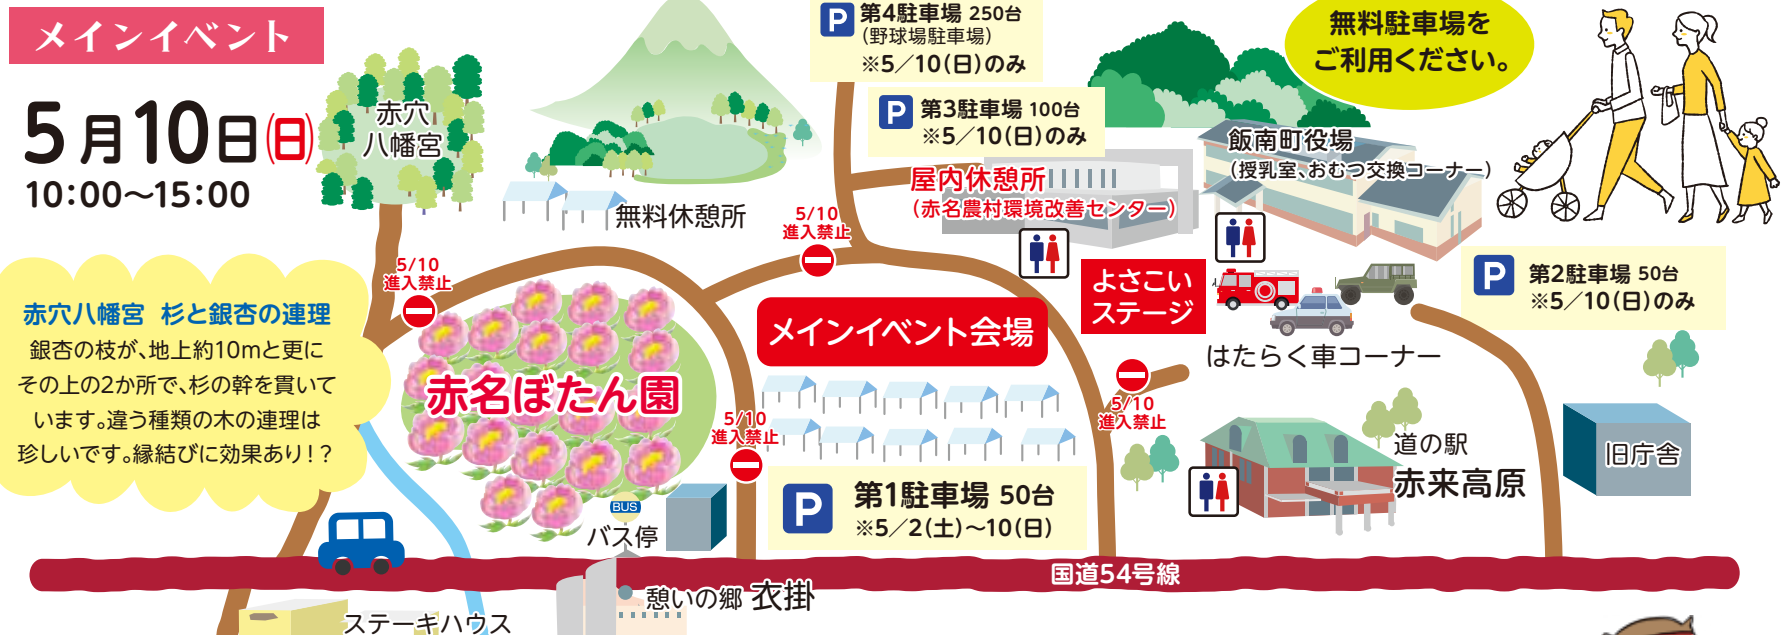 メインイベント
5月10日(日)
10:00〜15:00
赤穴
八幡宮
無料休憩所
P 第4駐車場 250台
(野球場駐車場)
※5/10(日)のみ
P 第3駐車場 100台
※5/10(日)のみ
無料駐車場を
ご利用ください。
飯南町役場
(授乳室、おむつ交換コーナー)
屋内休憩所
(赤名農村環境改善センター)
5/10
進入禁止
5/10
進入禁止
よさこい
ステージ
P 第2駐車場 50台
※5/10(日)のみ
赤穴八幡宮 杉と銀杏の連理
銀杏の枝が、地上約10mと更に
その上の2か所で、杉の幹を貫いて
います。違う種類の木の連理は
珍しいです。縁結びに効果あり!?
メインイベント会場
はたらく車コーナー
赤名ぼたん園
5/10
進入禁止
5/10
進入禁止
道の駅
赤来高原
旧庁舎
P 第1駐車場 50台
※5/2(土)〜10(日)
BUS
バス停
国道54号線
憩いの郷 衣掛
ステーキハウス